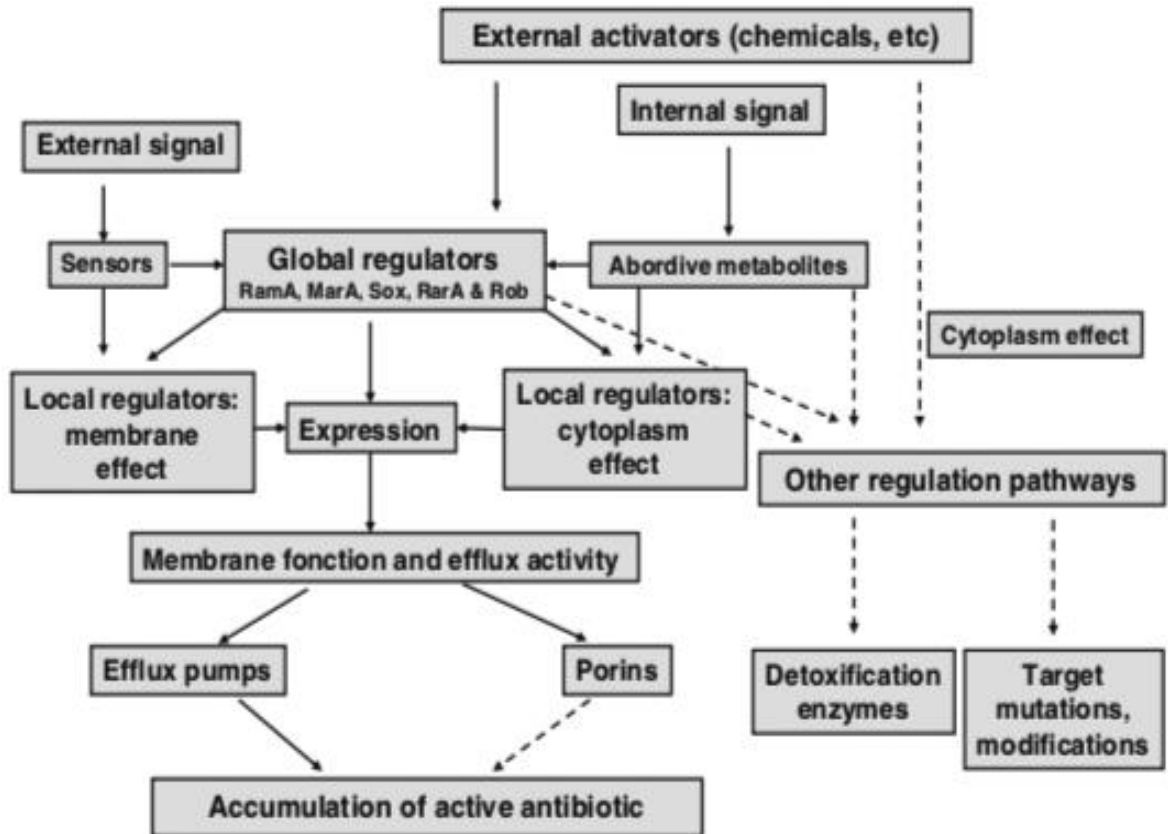 External activators (chemicals, etc)
Internal signal
External signal
Sensors
Global regulators
RamA, MarA, Sox, RarA & Rob
Abordive metabolites
Cytoplasm effect
Local regulators:
membrane
effect
Expression
Local regulators:
cytoplasm
effect
Other regulation pathways
Membrane fonction and efflux activity
Efflux pumps
Porins
Detoxification
enzymes
Target
mutations,
modifications
Accumulation of active antibiotic